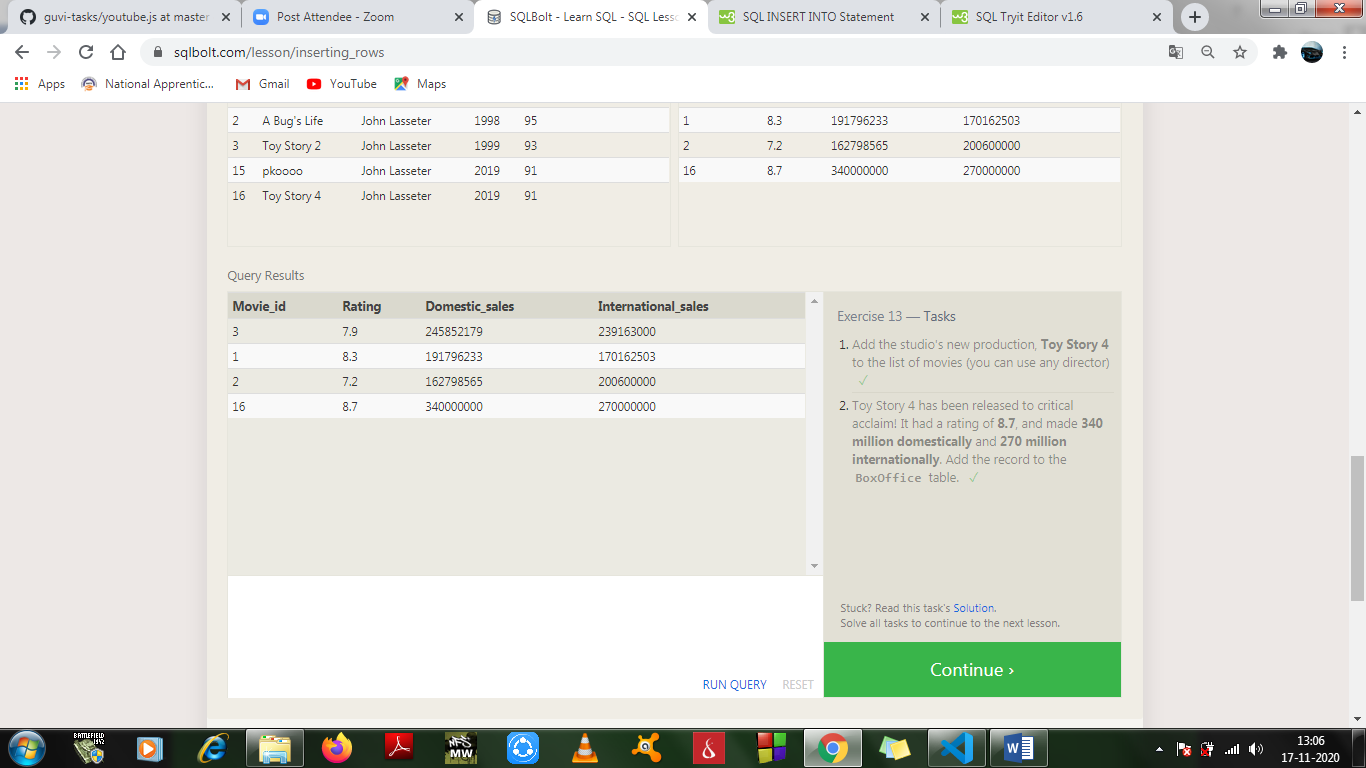 guvi-tasks/youtube.js at master
Post Attendee - Zoom
SQLBolt - Learn SQL - SQL Less
SQL INSERT INTO Statement
SQL Tryit Editor v1.6
sqlbolt.com/lesson/inserting_rows
Apps
National Apprentic...
Gmail
YouTube
Maps
2 A Bug's Life John Lasseter 1998 95
3 Toy Story 2 John Lasseter 1999 93
15 pkoooo John Lasseter 2019 91
16 Toy Story 4 John Lasseter 2019 91
1 8.3 191796233 170162503
2 7.2 162798565 200600000
16 8.7 340000000 270000000
Query Results
Movie_id Rating Domestic_sales International_sales
3 7.9 245852179 239163000
1 8.3 191796233 170162503
2 7.2 162798565 200600000
16 8.7 340000000 270000000
Exercise 13 — Tasks
1. Add the studio's new production, Toy Story 4
to the list of movies (you can use any director)
✓
2. Toy Story 4 has been released to critical
acclaim! It had a rating of 8.7, and made 340
million domestically and 270 million
internationally. Add the record to the
BoxOffice table. ✓
Stuck? Read this task's Solution.
Solve all tasks to continue to the next lesson.
RUN QUERY RESET
Continue ›
BATTLEFIELD
1942
NFS
MW
13:06
17-11-2020